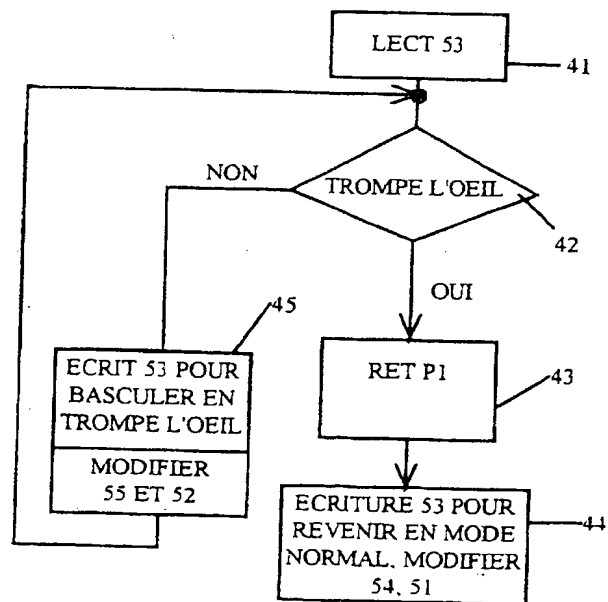 LECT 53
41
TROMPE L'OEIL
NON
42
OUI
45
ECRIT 53 POUR
BASCULER EN
TROMPE L'OEIL
MODIFIER
55 ET 52
RET P1
43
ECRITURE 53 POUR
REVENIR EN MODE
NORMAL, MODIFIER
54, 51
44